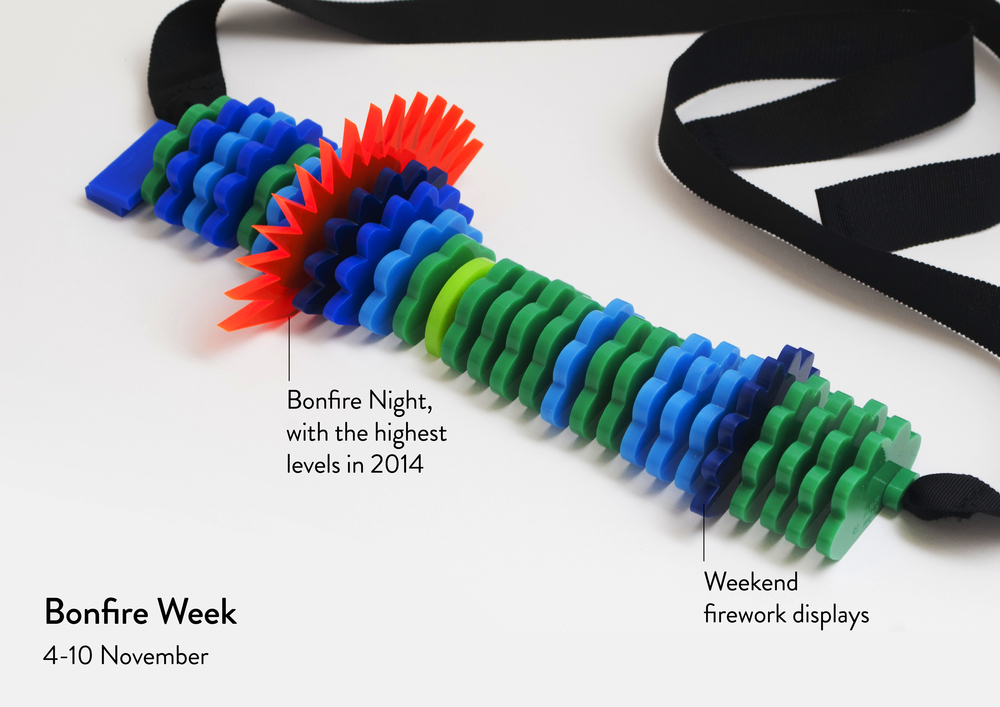 Bonfire Night,
with the highest
levels in 2014
Weekend
firework displays
Bonfire Week
4-10 November